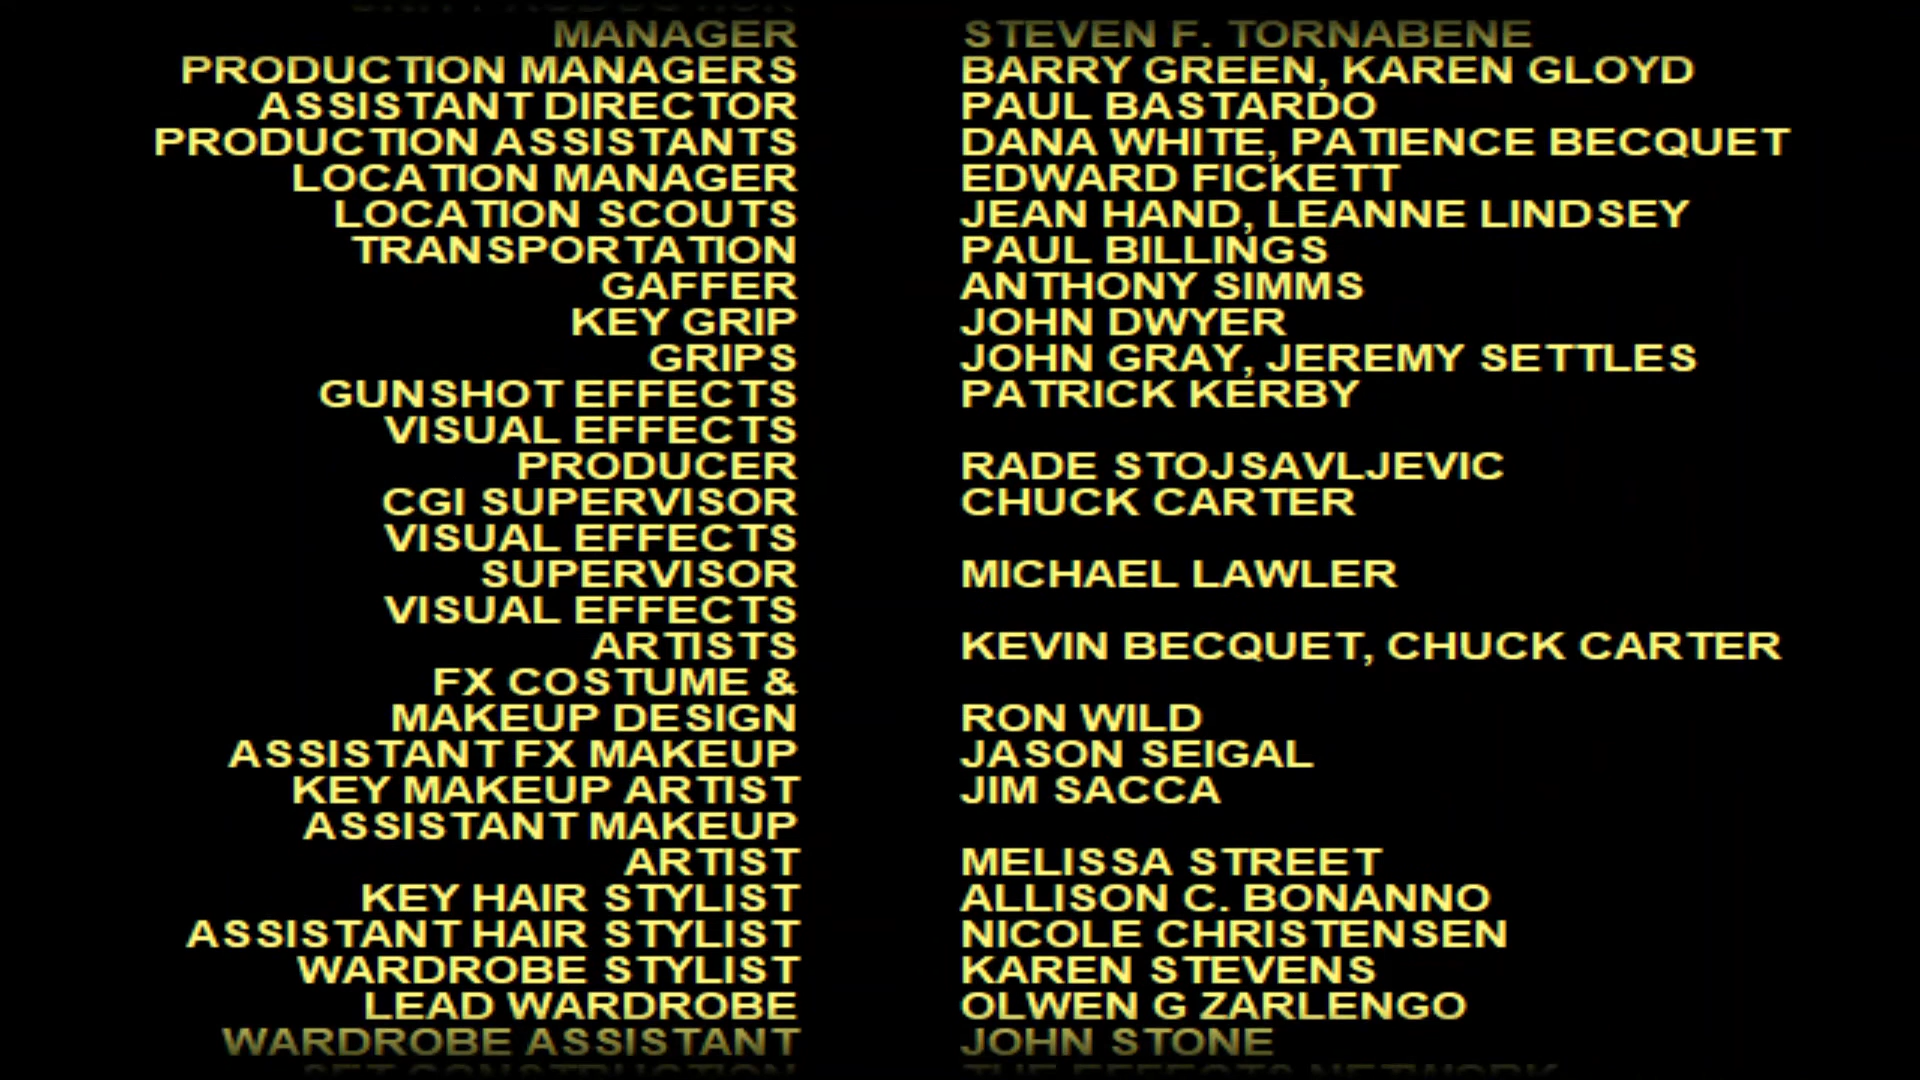 MANAGER STEVEN F. TORNABENE
PRODUCTION MANAGERS BARRY GREEN, KAREN GLOYD
ASSISTANT DIRECTOR PAUL BASTARDO
PRODUCTION ASSISTANTS DANA WHITE, PATIENCE BECQUET
LOCATION MANAGER EDWARD FICKETT
LOCATION SCOUTS JEAN HAND, LEANNE LINDSEY
TRANSPORTATION PAUL BILLINGS
GAFFER ANTHONY SIMMS
KEY GRIP JOHN DWYER
GRIPS JOHN GRAY, JEREMY SETTLES
GUNSHOT EFFECTS PATRICK KERBY
VISUAL EFFECTS
PRODUCER RADE STOJSAVLJEVIC
CGI SUPERVISOR CHUCK CARTER
VISUAL EFFECTS
SUPERVISOR MICHAEL LAWLER
VISUAL EFFECTS
ARTISTS KEVIN BECQUET, CHUCK CARTER
FX COSTUME &
MAKEUP DESIGN RON WILD
ASSISTANT FX MAKEUP JASON SEIGAL
KEY MAKEUP ARTIST JIM SACCA
ASSISTANT MAKEUP
ARTIST MELISSA STREET
KEY HAIR STYLIST ALLISON C. BONANNO
ASSISTANT HAIR STYLIST NICOLE CHRISTENSEN
WARDROBE STYLIST KAREN STEVENS
LEAD WARDROBE OLWEN G ZARLENGO
WARDROBE ASSISTANT JOHN STONE